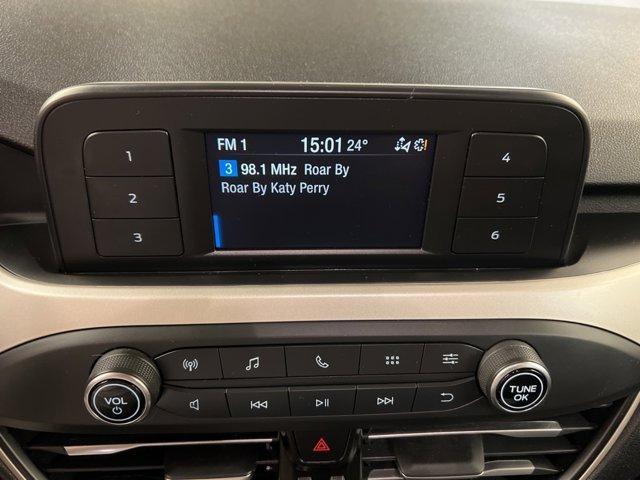 FM 1 15:01 24°
3 98.1 MHz Roar By
Roar By Katy Perry
1
2
3
4
5
6
VOL
TUNE
OK